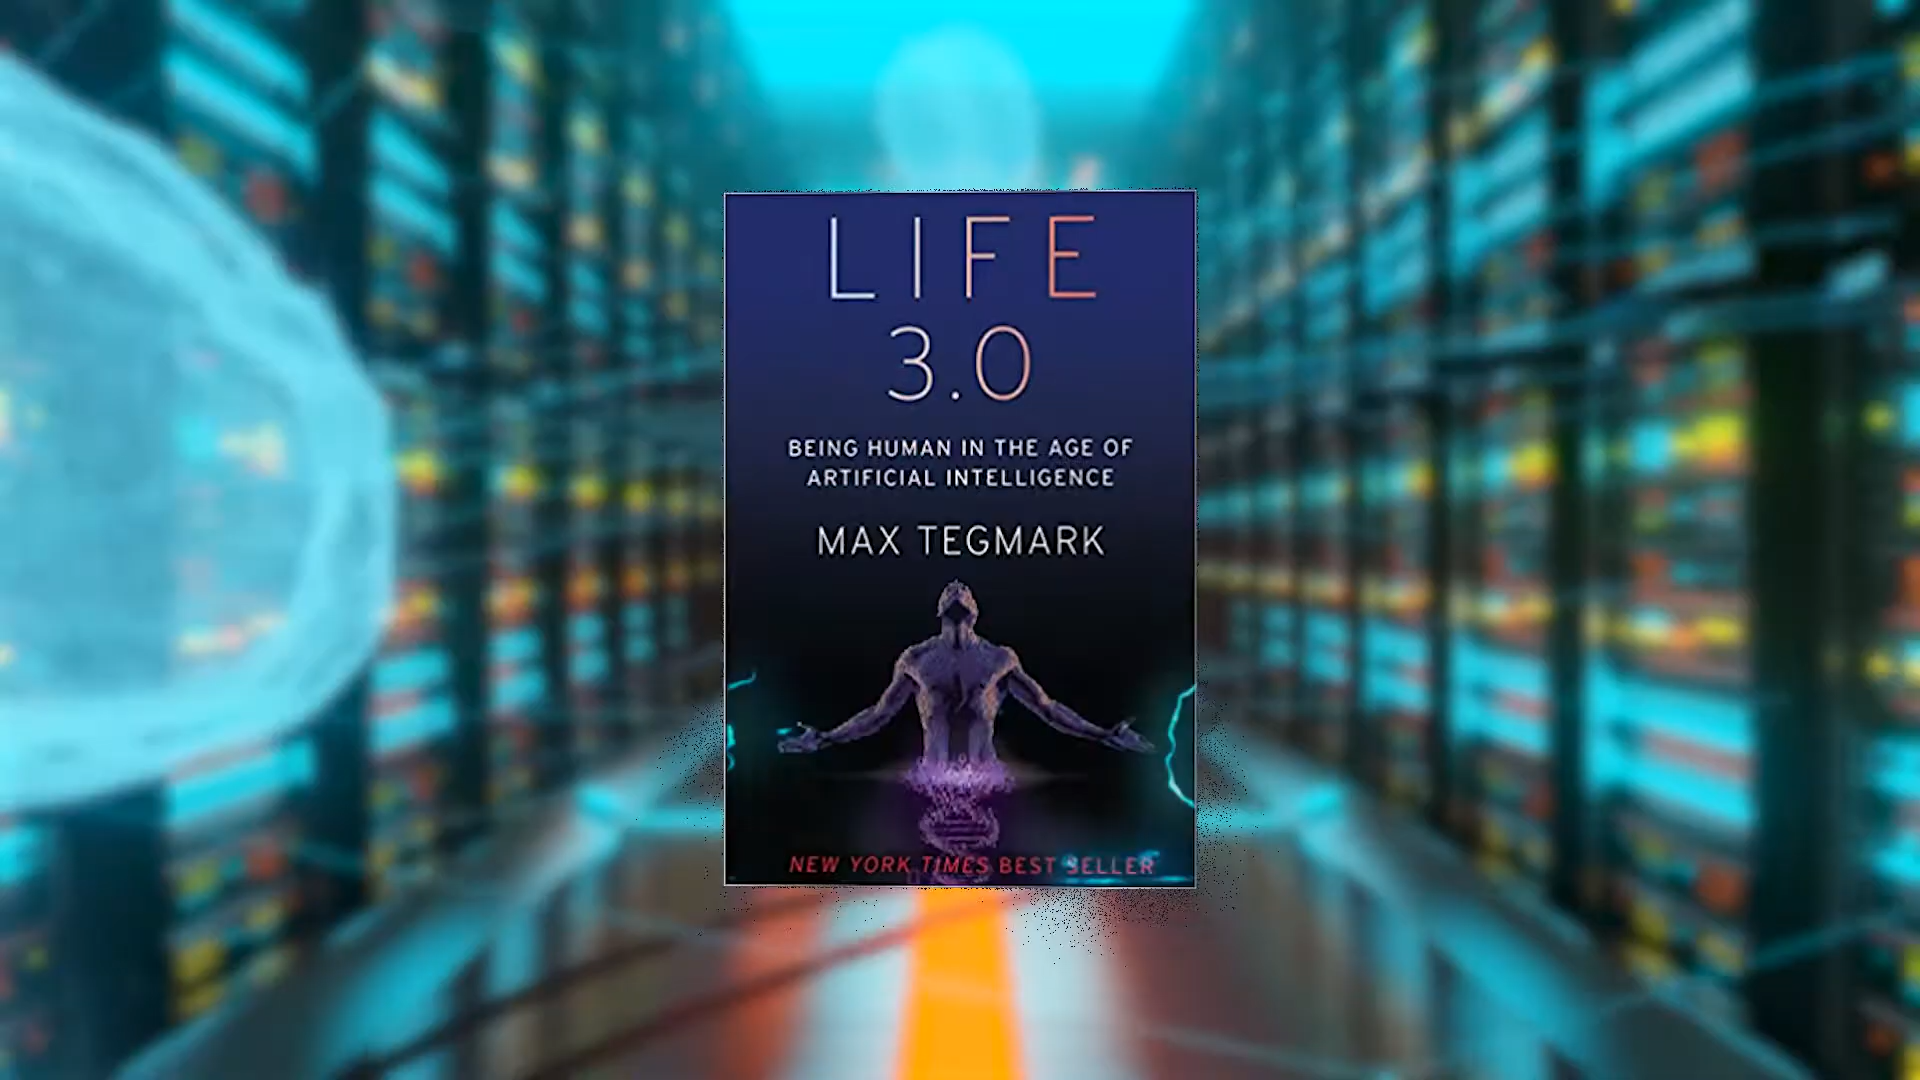 LIFE
3.0
BEING HUMAN IN THE AGE OF
ARTIFICIAL INTELLIGENCE
MAX TEGMARK
NEW YORK TIMES BEST SELLER